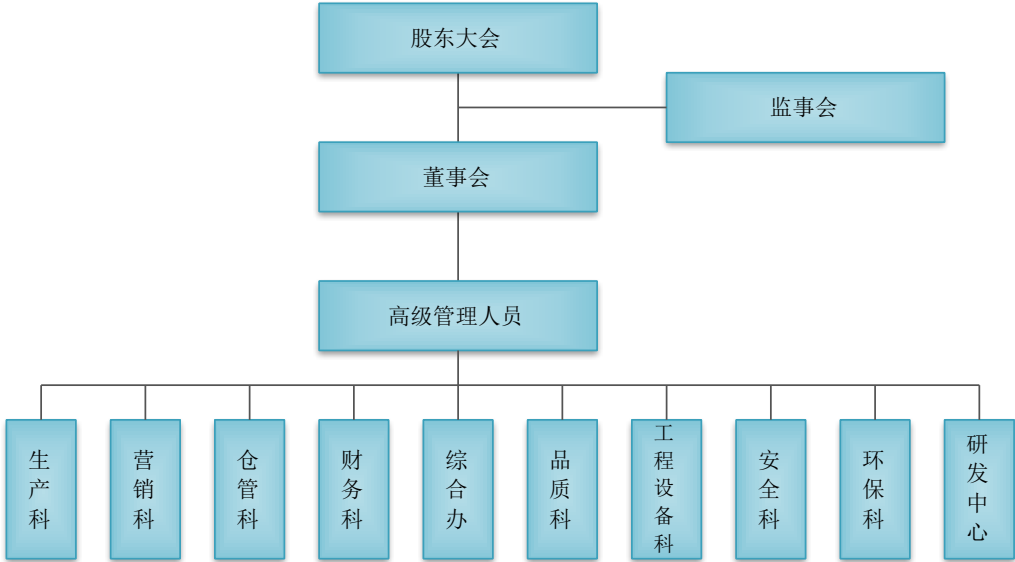 股东大会
监事会
董事会
高级管理人员
生产科
营销科
仓管科
财务科
综合办
品质科
工程设备科
安全科
环保科
研发中心